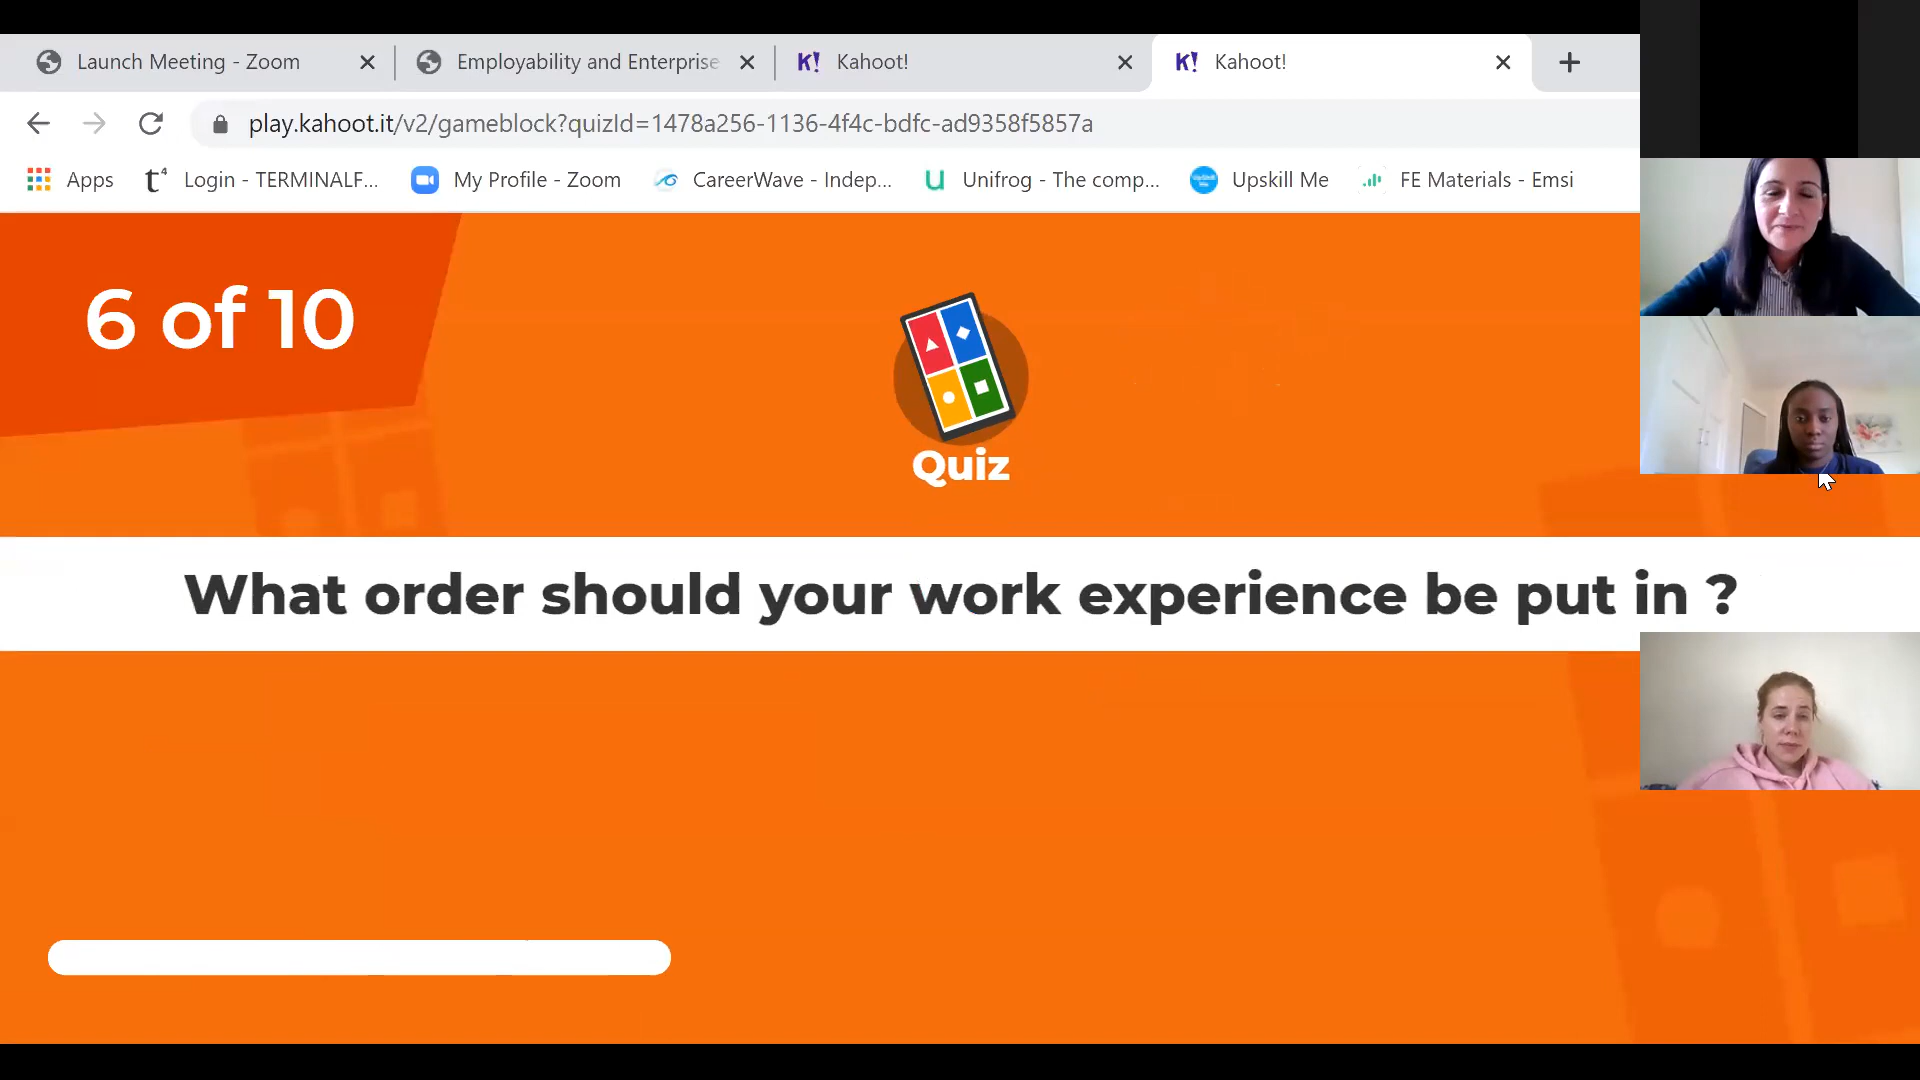 Launch Meeting - Zoom
Employability and Enterprise
K! Kahoot!
K! Kahoot!
play.kahoot.it/v2/gameblock?quizId=1478a256-1136-4f4c-bdfc-ad9358f5857a
Apps
t4 Login - TERMINALF...
My Profile - Zoom
CareerWave - Indep...
U Unifrog - The comp...
Upskill Me
FE Materials - Emsi
6 of 10
Quiz
What order should your work experience be put in ?